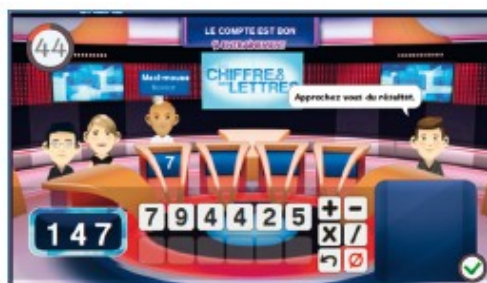 44
LE COMPTE EST BON
ENTRAÎNEMENT
CHIFFRES
LETTRES
Approchez vous du résultat.
7
7 9 4 4 2 5
+ −
X /
147